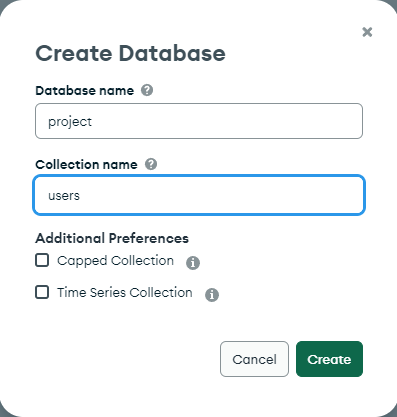 Create Database
Database name
project
Collection name
users
Additional Preferences
Capped Collection
Time Series Collection
Cancel Create